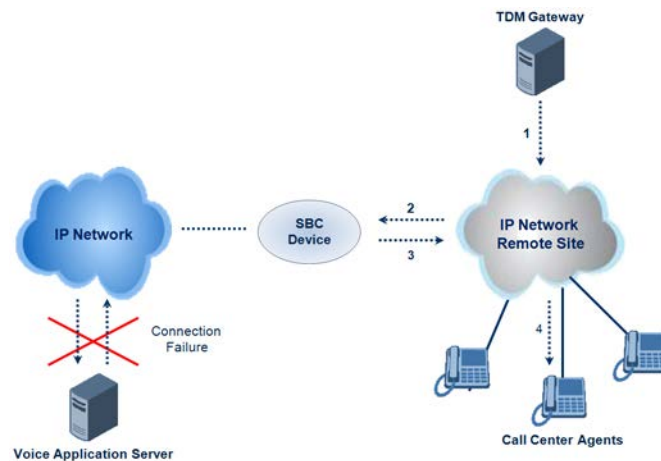 TDM Gateway
1
2
SBC
Device
3
IP Network
IP Network
Remote Site
Connection
Failure
4
Voice Application Server
Call Center Agents